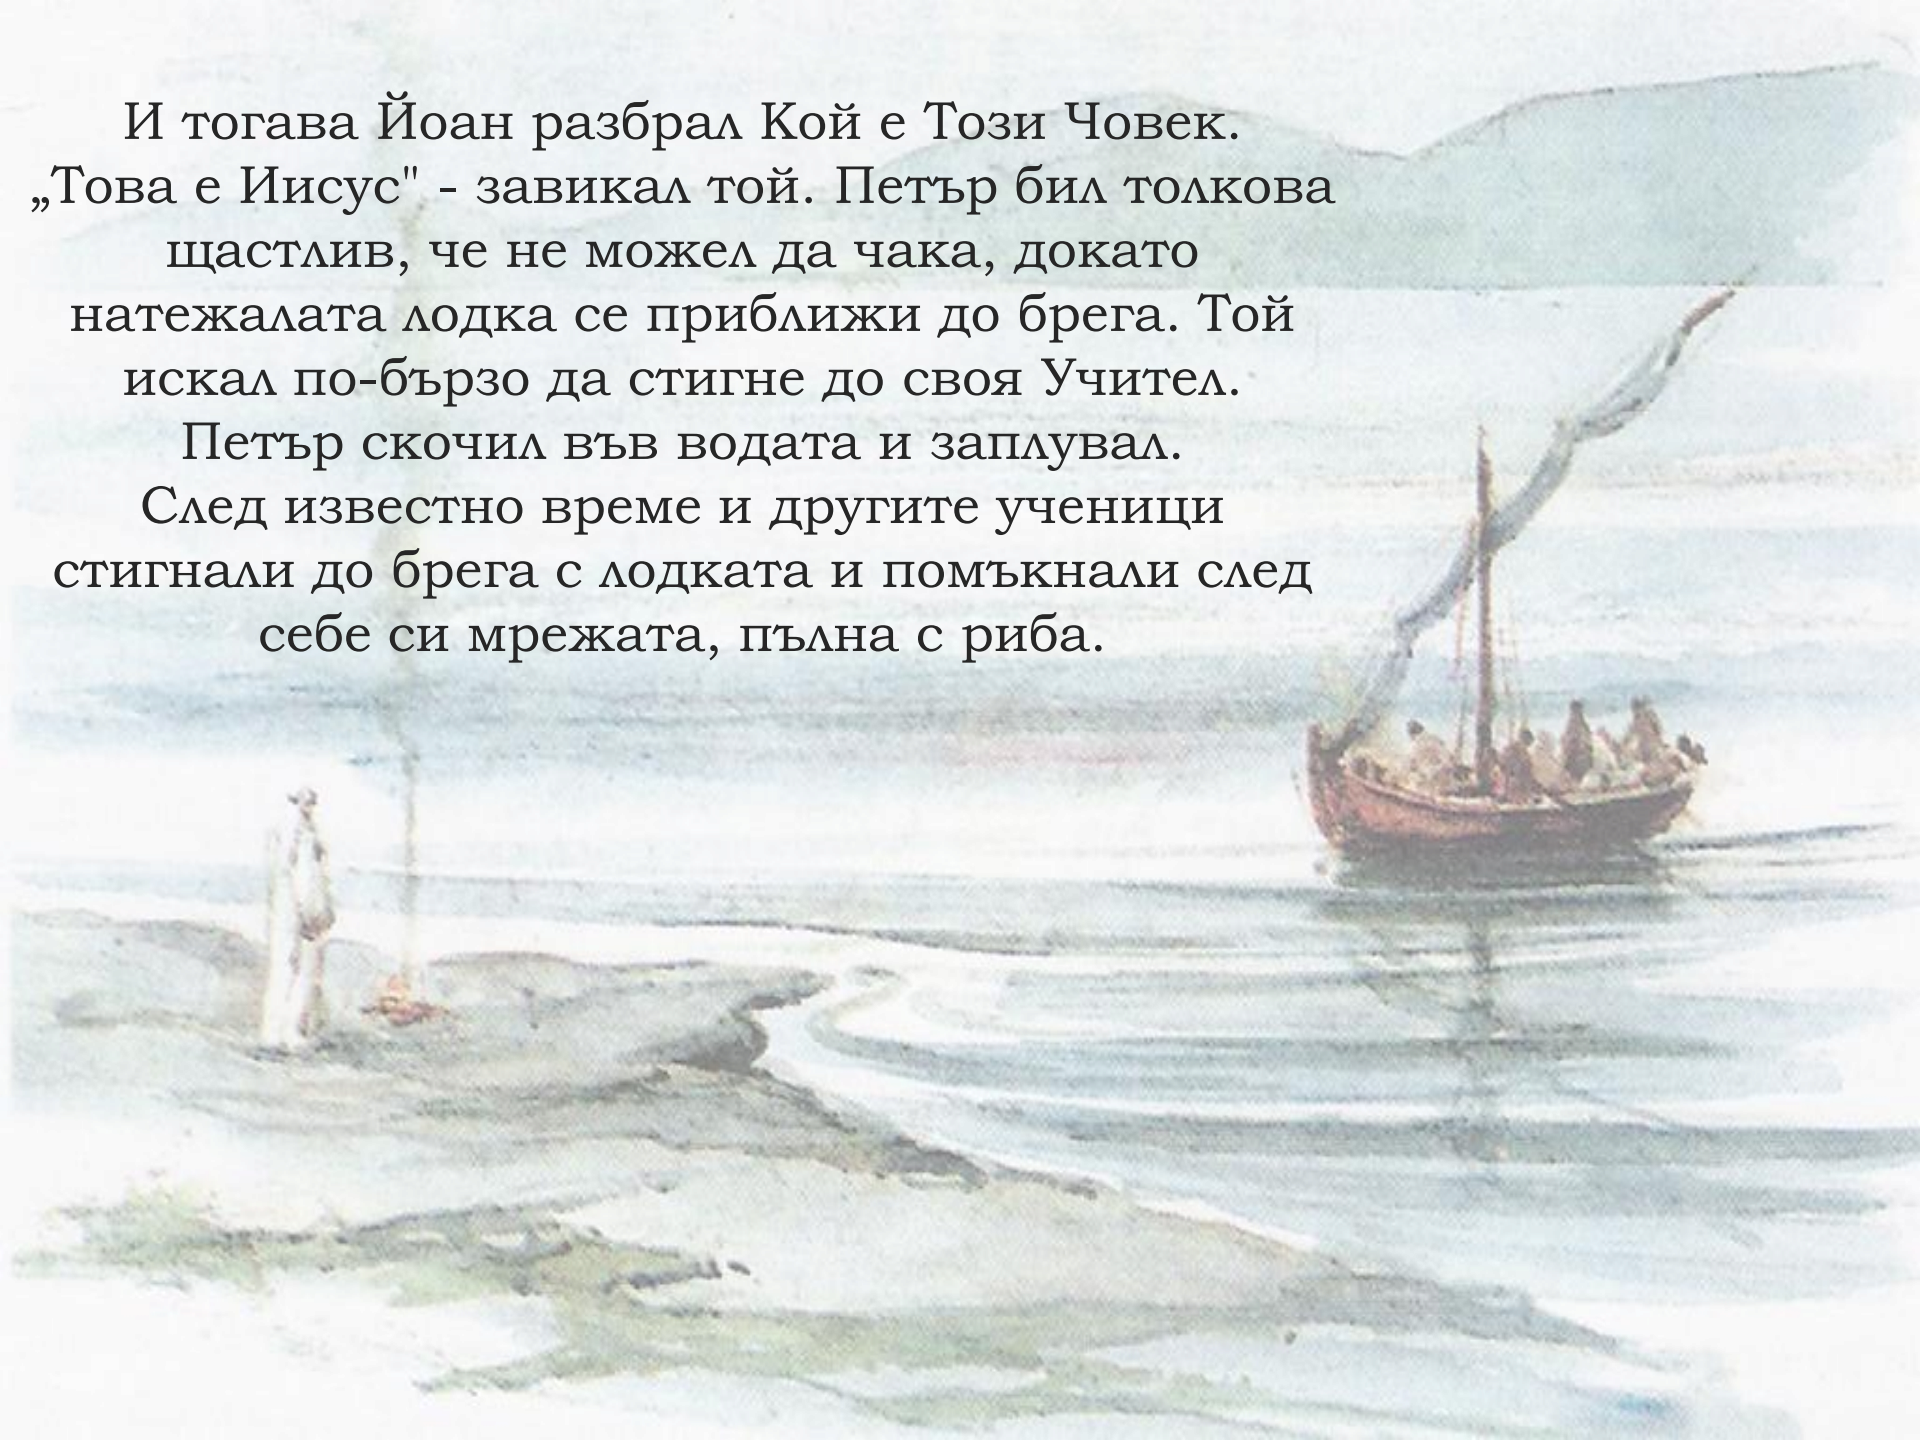 И тогава Йоан разбрал Кой е Този Човек.
„Това е Иисус" - завикал той. Петър бил толкова
щастлив, че не можел да чака, докато
натежалата лодка се приближи до брега. Той
искал по-бързо да стигне до своя Учител.
Петър скочил във водата и заплувал.
След известно време и другите ученици
стигнали до брега с лодката и помъкнали след
себе си мрежата, пълна с риба.